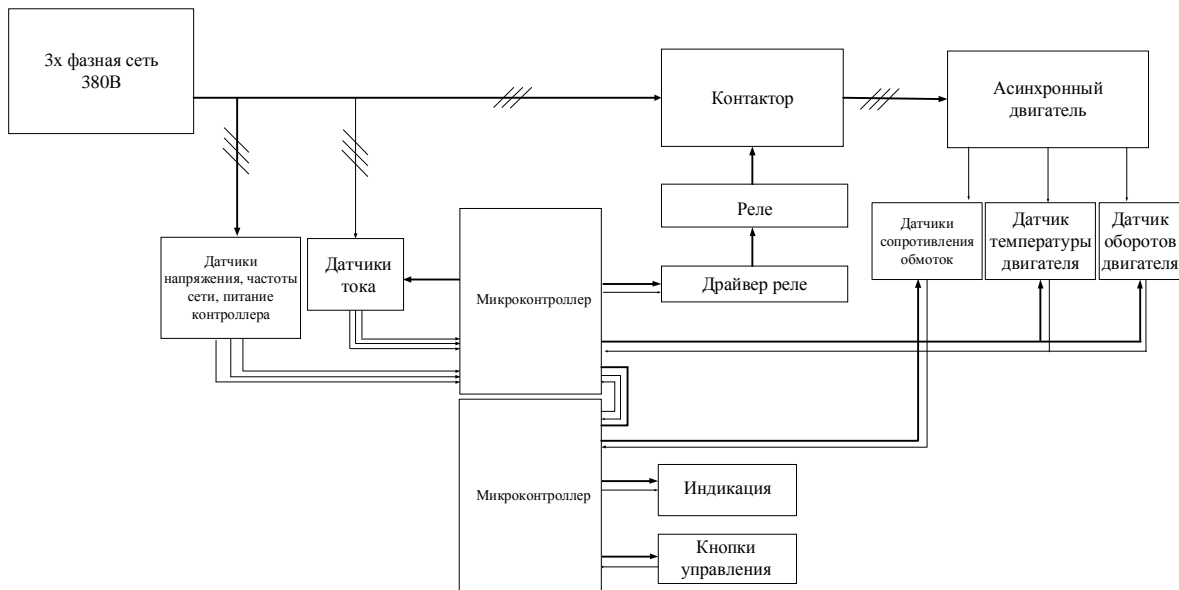 3х фазная сеть
380В
Контактор
Асинхронный
двигатель
Реле
Датчики
сопротивления
обмоток
Датчик
температуры
двигателя
Датчик
оборотов
двигателя
Датчики
напряжения, частоты
сети, питание
контроллера
Датчики
тока
Микроконтроллер
Драйвер реле
Микроконтроллер
Индикация
Кнопки
управления